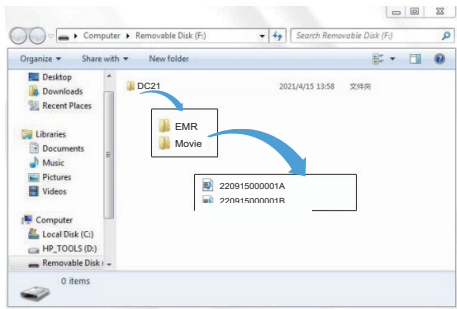 Computer ▸ Removable Disk (F:)
Search Removable Disk (F:)
Organize ▾ Share with ▾ New folder
Desktop
Downloads
Recent Places
Libraries
Documents
Music
Pictures
Videos
Computer
Local Disk (C:)
HP_TOOLS (D:)
Removable Disk (
DC21 2021/4/15 13:58 文件夹
EMR
Movie
220915000001A
220915000001B
0 items